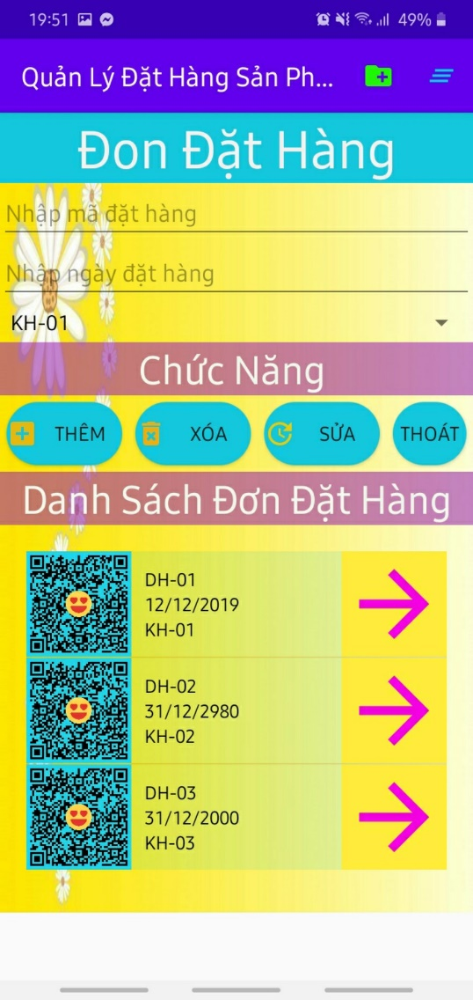 19:51
49%
Quản Lý Đặt Hàng Sản Ph...
Đon Đặt Hàng
Nhập mã đặt hàng
Nhập ngày đặt hàng
KH-01
Chức Năng
THÊM XÓA SỬA THOÁT
Danh Sách Đơn Đặt Hàng
DH-01
12/12/2019
KH-01
DH-02
31/12/2980
KH-02
DH-03
31/12/2000
KH-03